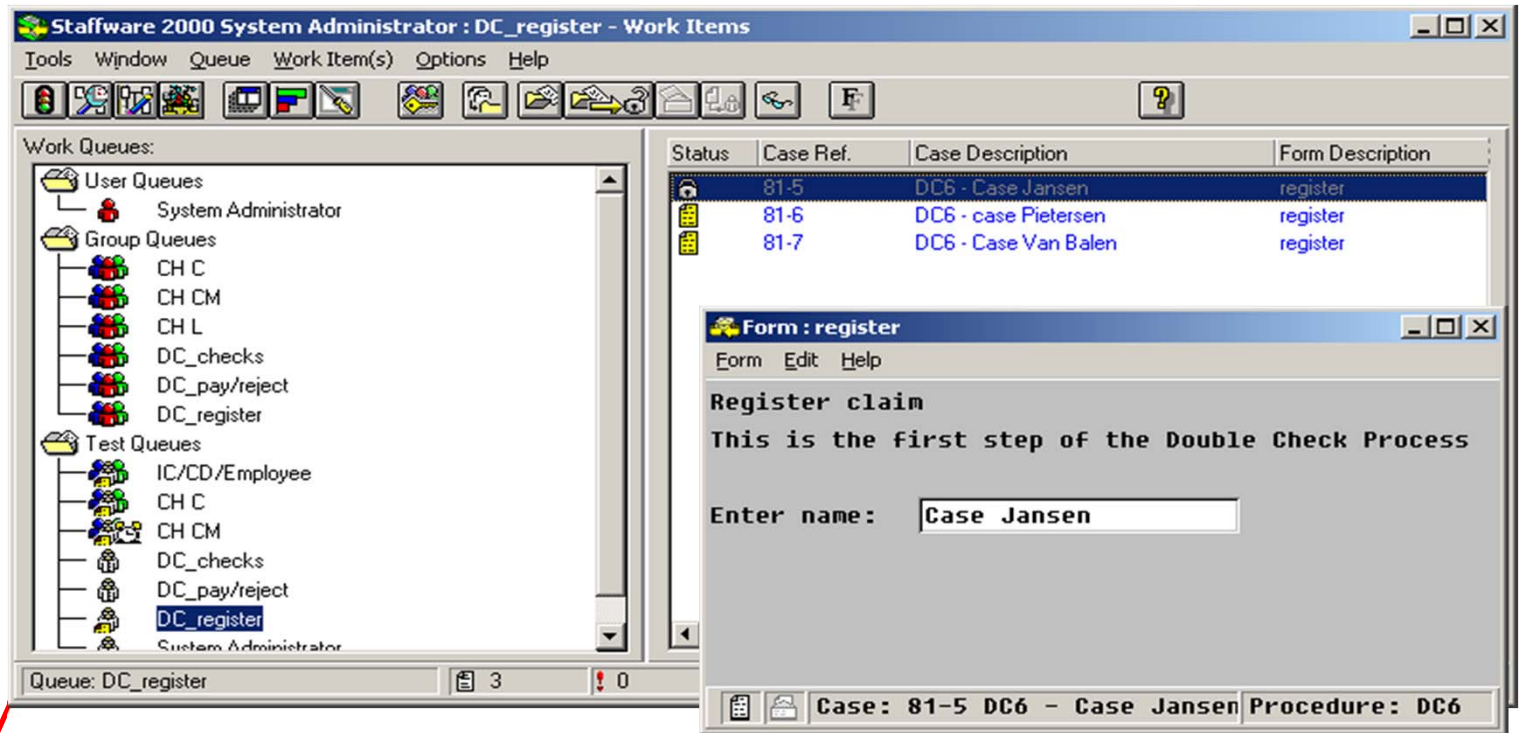 Staffware 2000 System Administrator : DC_register - Work Items
Tools Window Queue Work Item(s) Options Help
Work Queues:
User Queues
System Administrator
Group Queues
CH C
CH CM
CH L
DC_checks
DC_pay/reject
DC_register
Test Queues
IC/CD/Employee
CH C
CH CM
DC_checks
DC_pay/reject
DC_register
System Administrator
Status Case Ref. Case Description Form Description
81-5 DC6 - Case Jansen register
81-6 DC6 - case Pietersen register
81-7 DC6 - Case Van Balen register
Queue: DC_register 3 0
Form : register
Form Edit Help
Register claim
This is the first step of the Double Check Process
Enter name: Case Jansen
Case: 81-5 DC6 - Case Jansen Procedure: DC6